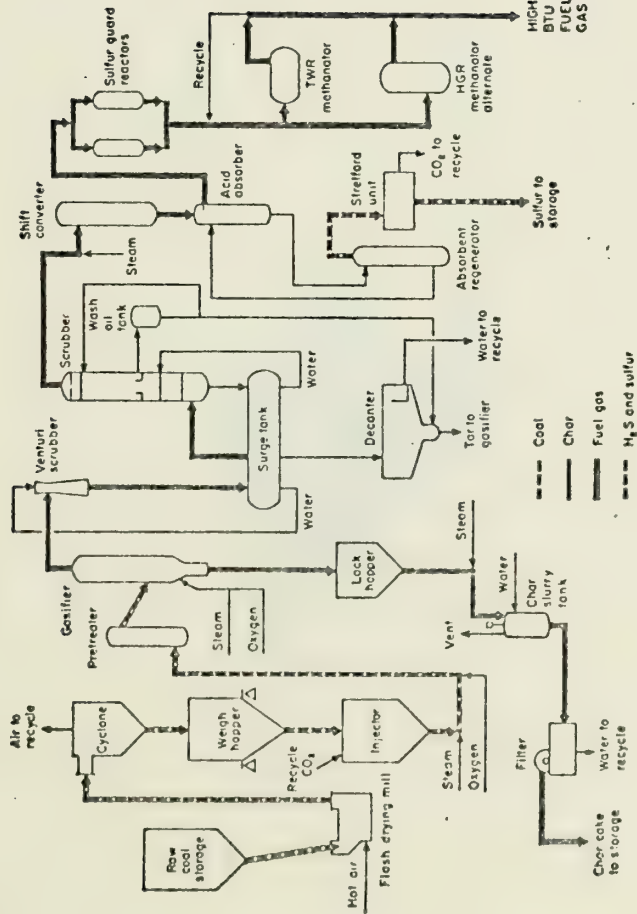 Raw
coal
storage
Hot air
Flash drying mill
Air to
recycle
Cyclone
Weigh
hopper
Recycle
CO₂
Injector
Steam
Oxygen
Pretreater
Gasifier
Steam
Oxygen
Lock
hopper
Steam
Vent
Water
Char
slurry
tank
Filter
Water to
recycle
Char cake
to storage
Venturi
scrubber
Scrubber
Wash
oil
tank
Surge tank
Water
Water
Decanter
Water to
recycle
Tar to
gasifier
Shift
converter
Steam
Acid
absorber
Absorbent
regenerator
Stretford
unit
CO₂ to
recycle
Sulfur to
storage
Sulfur guard
reactors
Recycle
TWR
methanator
HGR
methanator
alternate
HIGH
BTU
FUEL
GAS
Coal
Char
Fuel gas
H₂S and sulfur